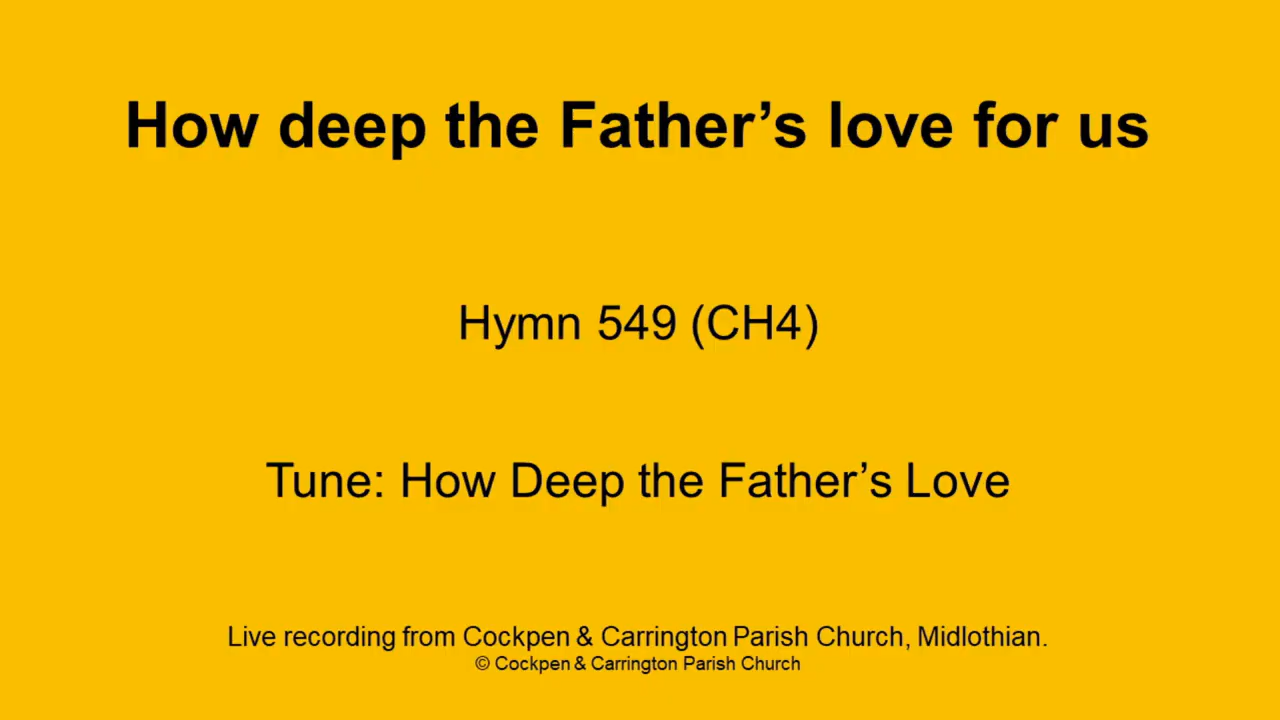 How deep the Father’s love for us
Hymn 549 (CH4)
Tune: How Deep the Father’s Love
Live recording from Cockpen & Carrington Parish Church, Midlothian.
© Cockpen & Carrington Parish Church